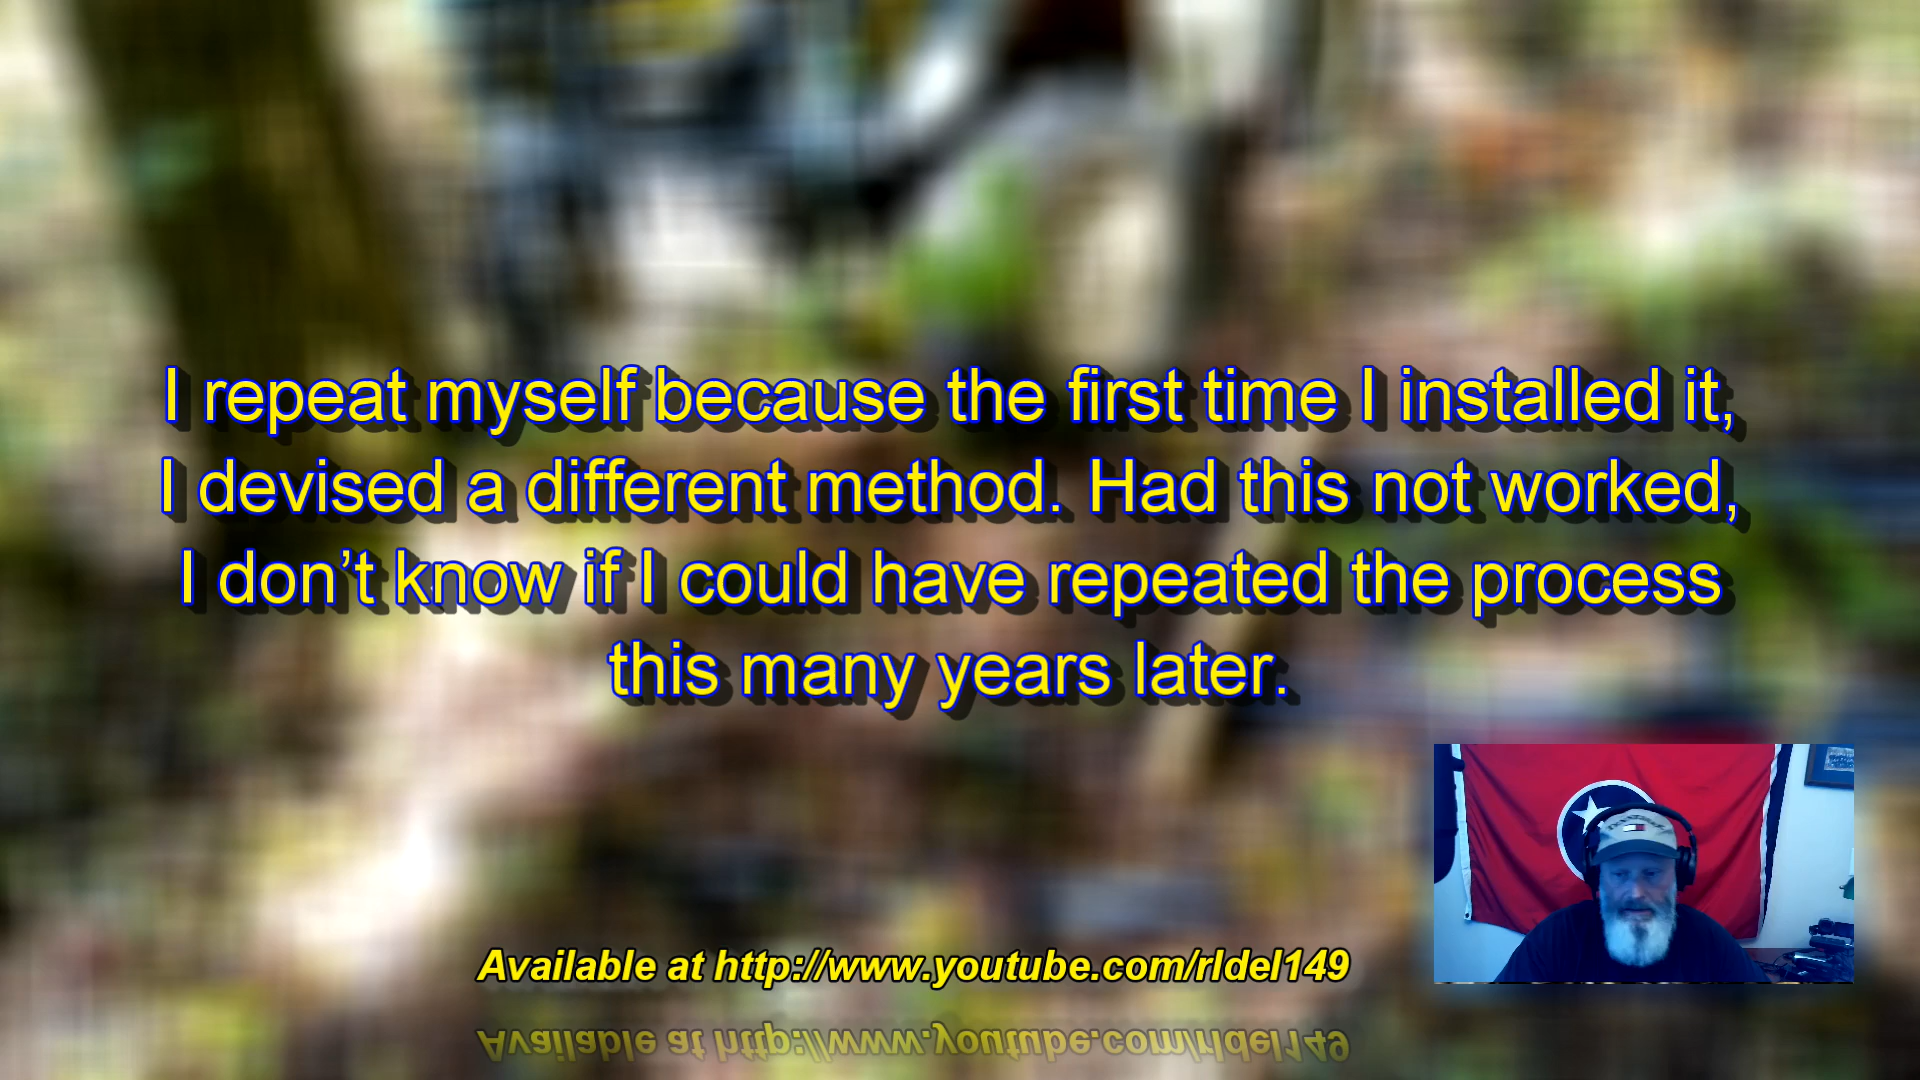 I repeat myself because the first time I installed it,
I devised a different method. Had this not worked,
I don’t know if I could have repeated the process
this many years later.
Available at http://www.youtube.com/rldel149